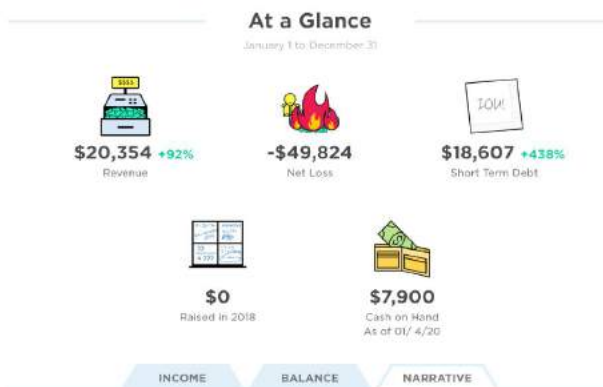 At a Glance
January 1 to December 31
$$$$
IOU!
$20,354 +92%
Revenue
-$49,824
Net Loss
$18,607 +438%
Short Term Debt
$0
Raised in 2018
$7,900
Cash on Hand
As of 01/ 4/20
INCOME
BALANCE
NARRATIVE